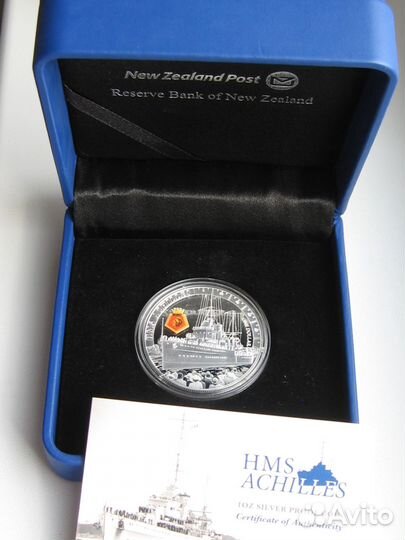 New Zealand Post
Reserve Bank of New Zealand
HMS
ACHILLES
1OZ SILVER PROOF
Certificate of Authenticity
Avito